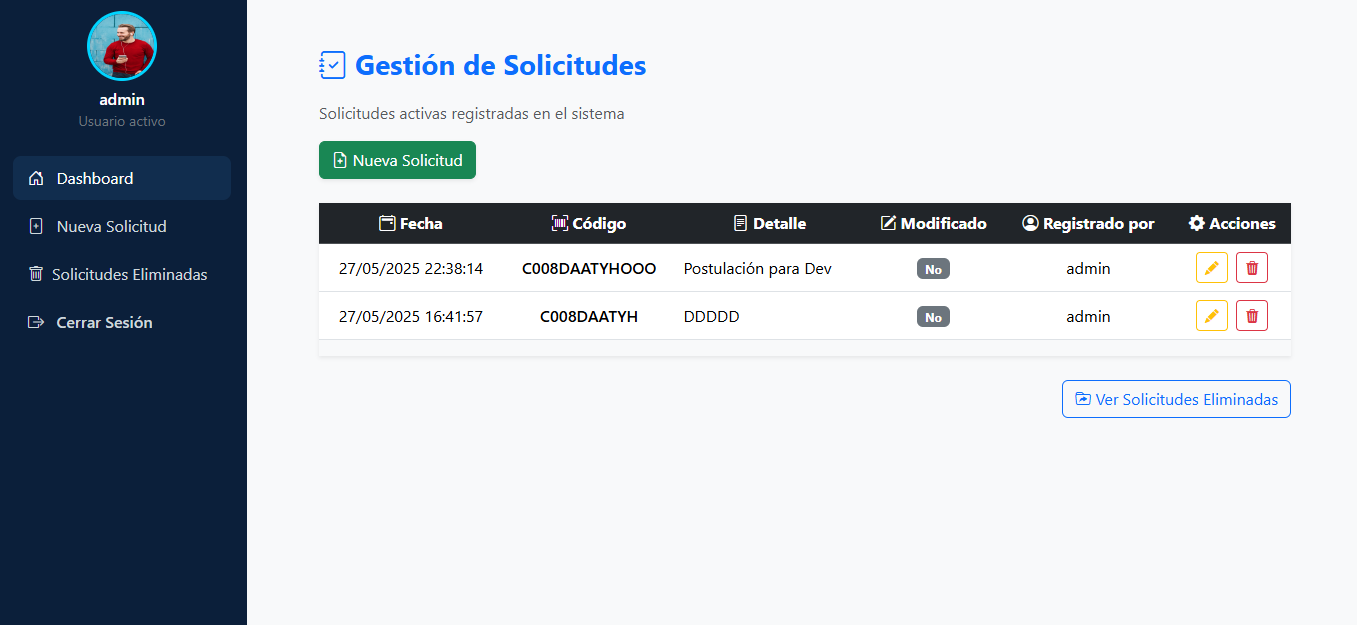 admin
Usuario activo
Dashboard
Nueva Solicitud
Solicitudes Eliminadas
Cerrar Sesión
Gestión de Solicitudes
Solicitudes activas registradas en el sistema
Nueva Solicitud
Fecha Código Detalle Modificado Registrado por Acciones
27/05/2025 22:38:14 C008DAATYHOOO Postulación para Dev No admin
27/05/2025 16:41:57 C008DAATYH DDDDD No admin
Ver Solicitudes Eliminadas